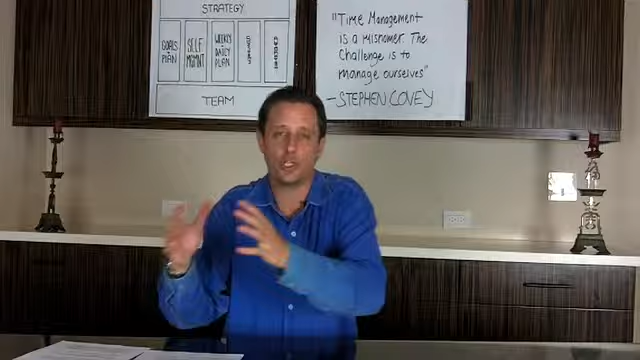 STRATEGY
GOALS
PLAN
SELF
MGMNT
WEEKLY
DAILY
PLAN
TEAM
"Time Management
is a misnomer. The
Challenge is to
manage ourselves"
-STEPHEN COVEY